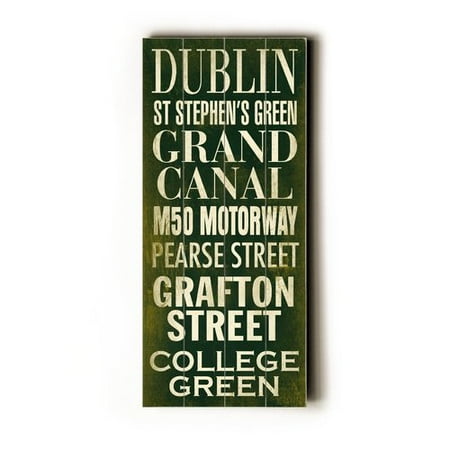 DUBLIN
ST STEPHEN'S GREEN
GRAND
CANAL
M50 MOTORWAY
PEARSE STREET
GRAFTON
STREET
COLLEGE
GREEN